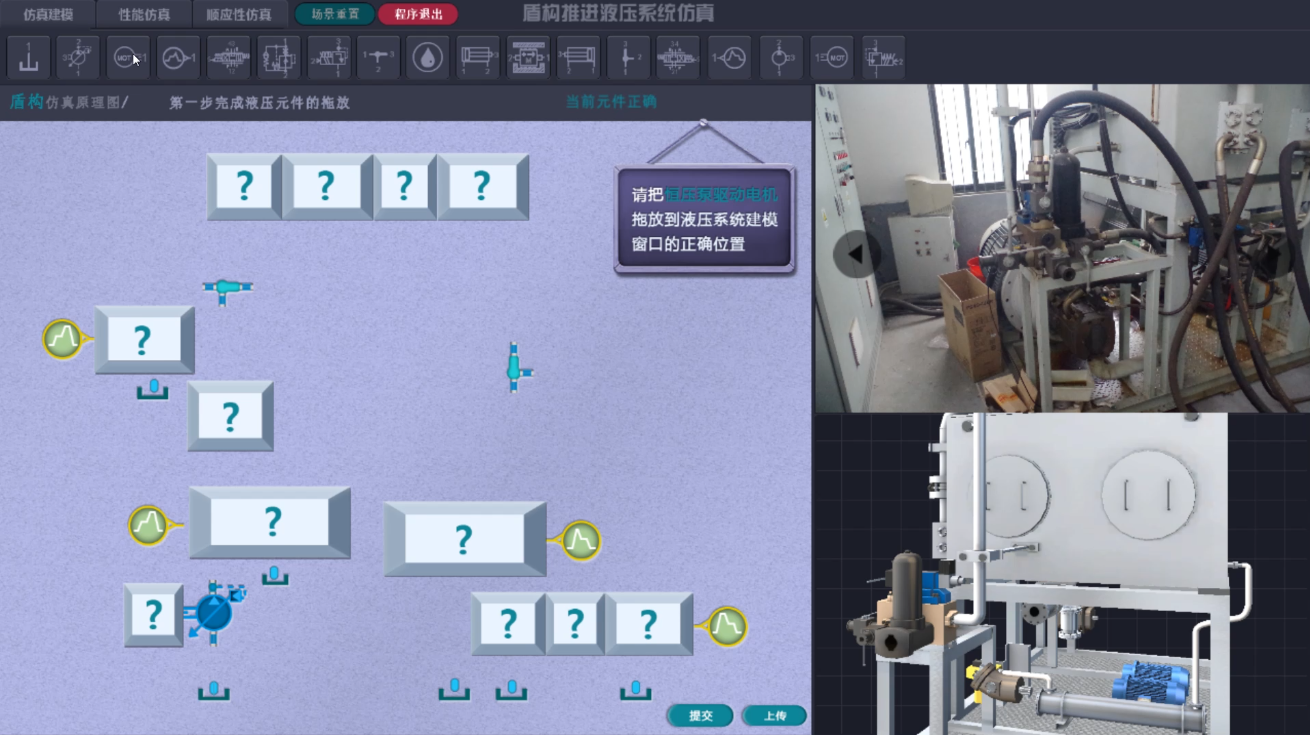 仿真建模
性能仿真
顺应性仿真
场景重置
程序退出
盾构推进液压系统仿真
盾构仿真原理图/
第一步完成液压元件的拖放
当前元件正确
? ? ? ?
请把恒压泵驱动电机
拖放到液压系统建模
窗口的正确位置
?
?
?
?
?
? ? ?
提交
上传